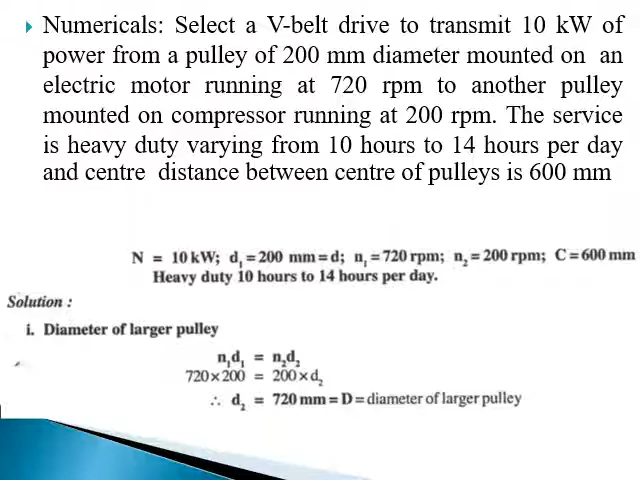 Numericals: Select a V-belt drive to transmit 10 kW of
power from a pulley of 200 mm diameter mounted on an
electric motor running at 720 rpm to another pulley
mounted on compressor running at 200 rpm. The service
is heavy duty varying from 10 hours to 14 hours per day
and centre distance between centre of pulleys is 600 mm
N = 10 kW; d₁ = 200 mm = d; n₁ = 720 rpm; n₂ = 200 rpm; C = 600 mm
Heavy duty 10 hours to 14 hours per day.
Solution :
i. Diameter of larger pulley
n₁d₁ = n₂d₂
720 × 200 = 200 × d₂
∴ d₂ = 720 mm = D = diameter of larger pulley